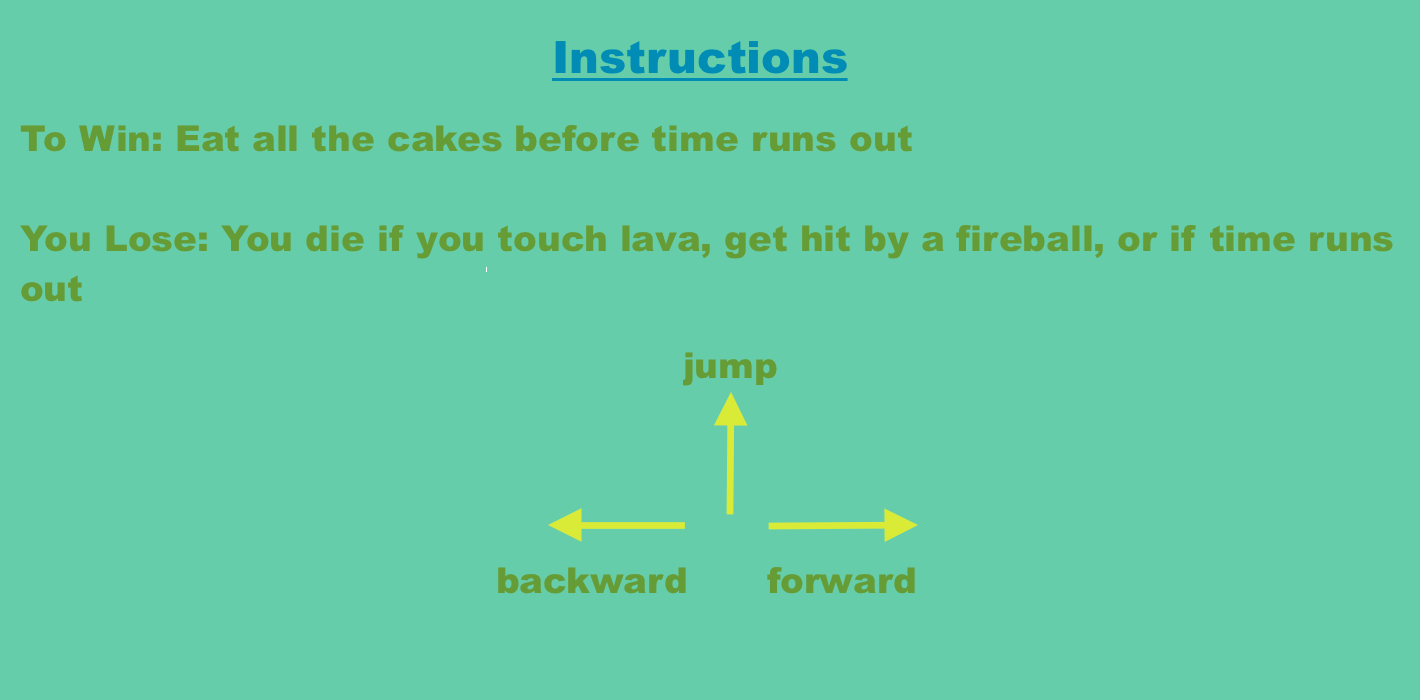 Instructions
To Win: Eat all the cakes before time runs out
You Lose: You die if you touch lava, get hit by a fireball, or if time runs
out
jump
backward forward